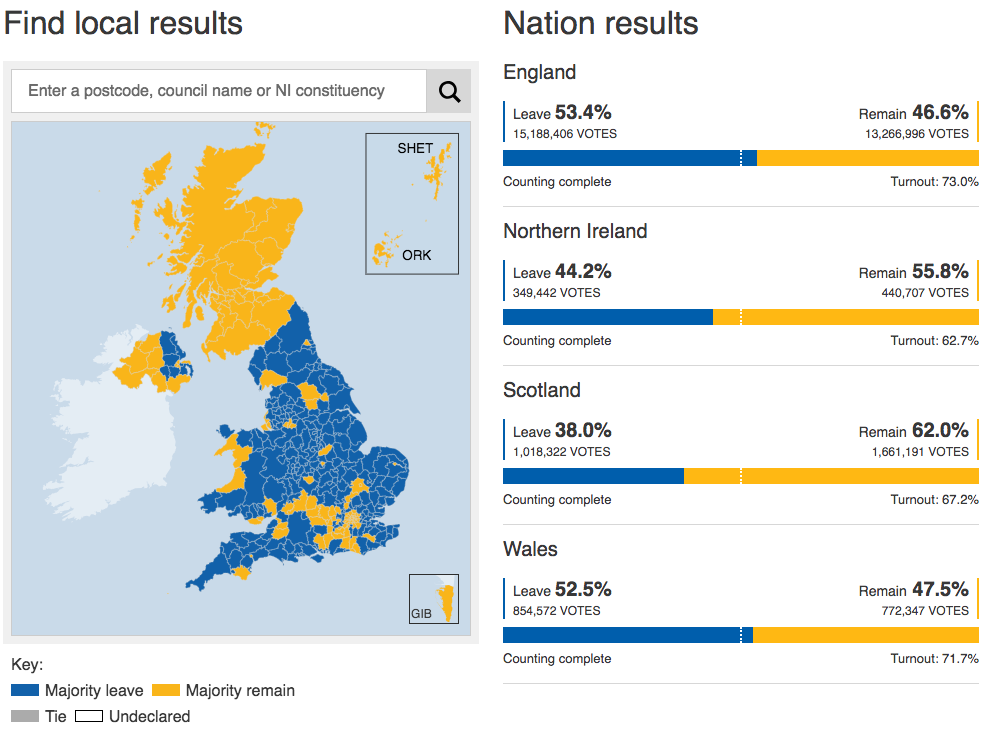 Find local results
Enter a postcode, council name or NI constituency
SHET
ORK
GIB
Key:
Majority leave
Majority remain
Tie
Undeclared
Nation results
England
Leave 53.4%
Remain 46.6%
15,188,406 VOTES
13,266,996 VOTES
Counting complete
Turnout: 73.0%
Northern Ireland
Leave 44.2%
Remain 55.8%
349,442 VOTES
440,707 VOTES
Counting complete
Turnout: 62.7%
Scotland
Leave 38.0%
Remain 62.0%
1,018,322 VOTES
1,661,191 VOTES
Counting complete
Turnout: 67.2%
Wales
Leave 52.5%
Remain 47.5%
854,572 VOTES
772,347 VOTES
Counting complete
Turnout: 71.7%